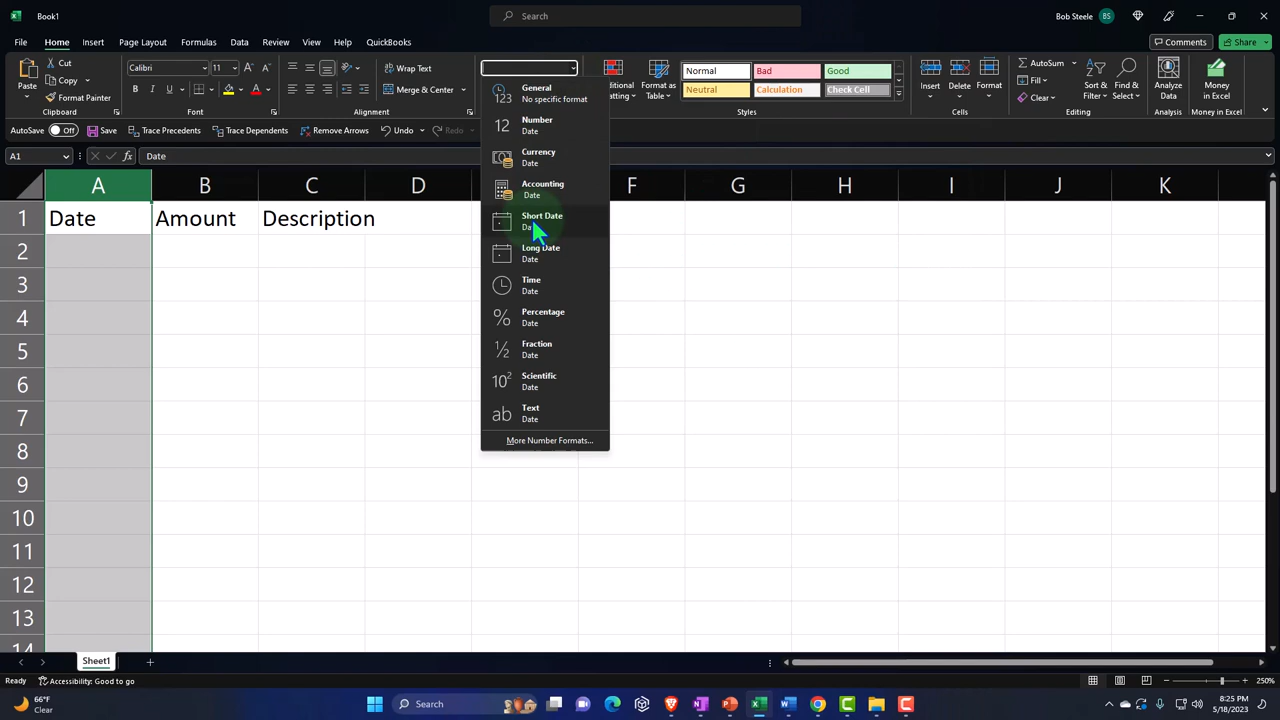 Book1
Search
Bob Steele BS
File Home Insert Page Layout Formulas Data Review View Help QuickBooks
Comments Share
Paste
Cut
Copy
Format Painter
Clipboard
Calibri 11
B I U
Font
Wrap Text
Merge & Center
Alignment
Format as
Table
Normal Bad Good
Neutral Calculation Check Cell
Styles
Insert Delete Format
Cells
AutoSum
Fill
Clear
Sort &
Filter
Find &
Select
Editing
Analyze
Data
Analysis
Money
in Excel
Money in Excel
AutoSave Off Save Trace Precedents Trace Dependents Remove Arrows Undo Redo
A1 fx Date
General
No specific format
Number
Date
Currency
Date
Accounting
Date
Short Date
Long Date
Date
Time
Date
Percentage
Date
Fraction
Date
Scientific
Date
Text
Date
More Number Formats...
A B C D F G H I J K
1 Date Amount Description
2
3
4
5
6
7
8
9
10
11
12
13
14
Sheet1
Ready Accessibility: Good to go 250%
66°F
Clear
Search
8:25 PM
5/18/2023